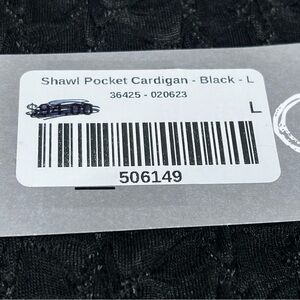 Shawl Pocket Cardigan - Black - L
36425 - 020623
L
506149